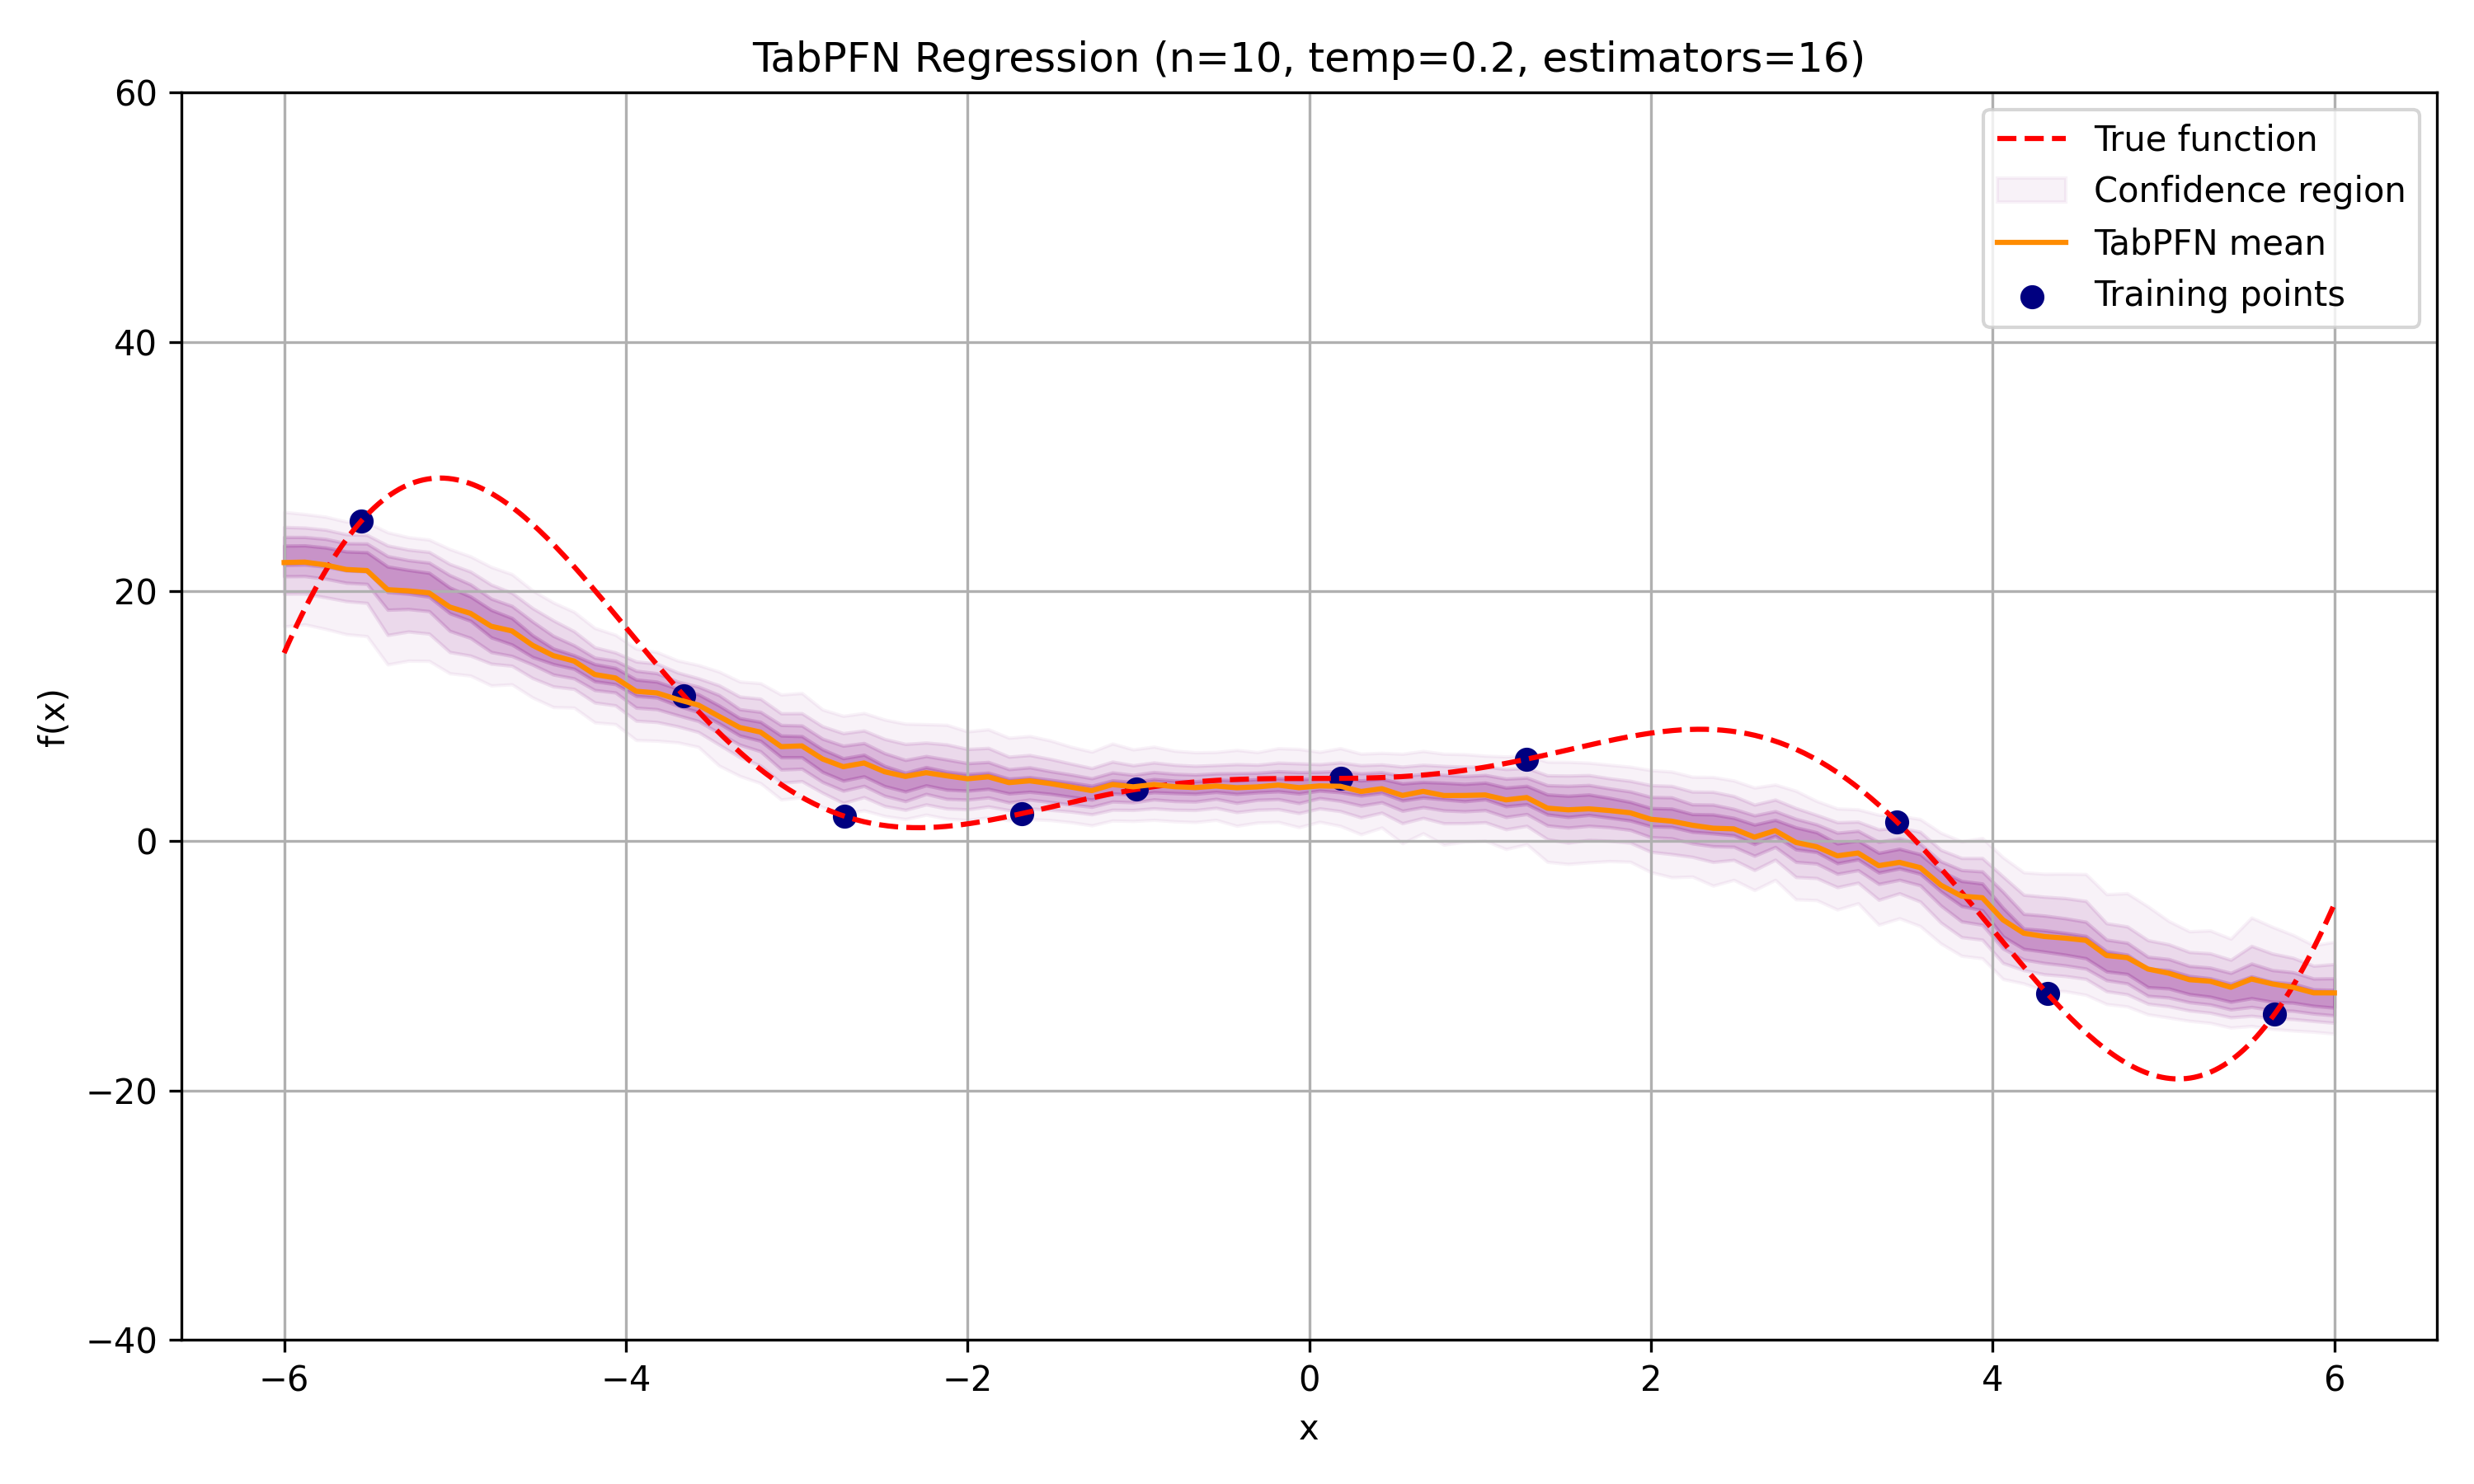 TabPFN Regression (n=10, temp=0.2, estimators=16)
60
40
20
0
−20
−40
f(x)
True function
Confidence region
TabPFN mean
Training points
−6
−4
−2
0
2
4
6
x